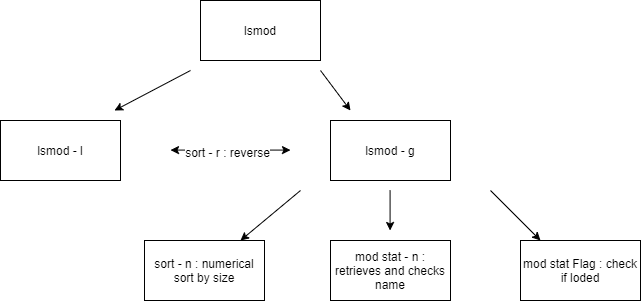 lsmod
lsmod - l
sort - r : reverse
lsmod - g
sort - n : numerical
sort by size
mod stat - n :
retrieves and checks
name
mod stat Flag : check
if loded